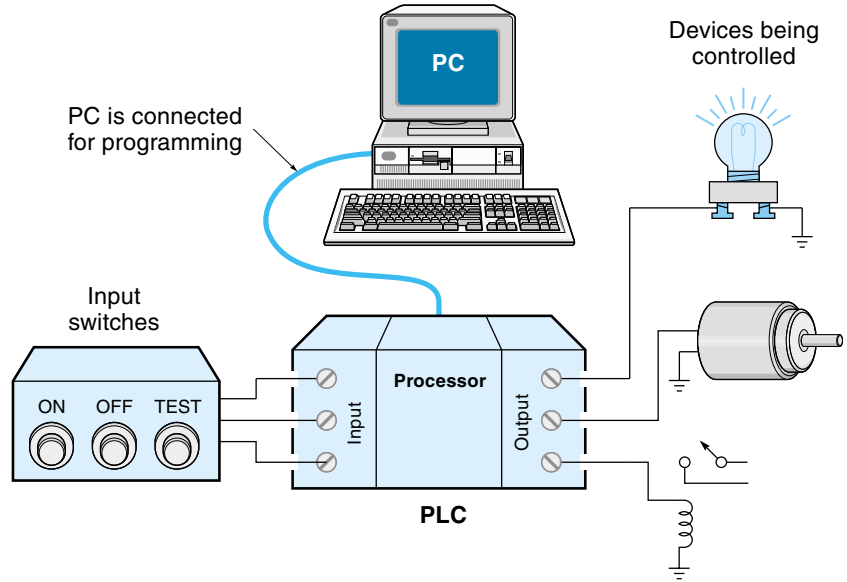 Devices being
controlled
PC
PC is connected
for programming
Input
switches
ON OFF TEST
Input
Processor
Output
PLC